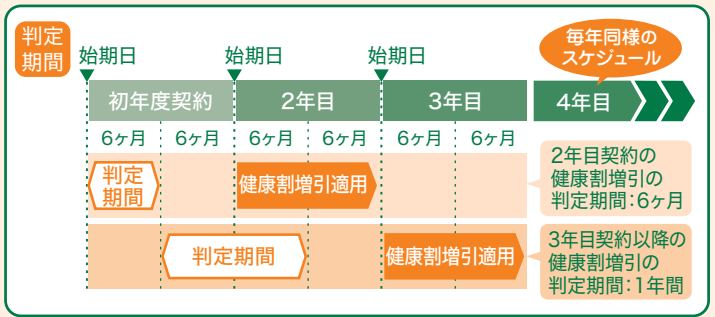 判定
期間
始期日
始期日
始期日
毎年同様の
スケジュール
初年度契約
2年目
3年目
4年目
6ヶ月
6ヶ月
6ヶ月
6ヶ月
6ヶ月
6ヶ月
判定
期間
健康割増引適用
2年目契約の
健康割増引の
判定期間:6ヶ月
判定期間
健康割増引適用
3年目契約以降の
健康割増引の
判定期間:1年間